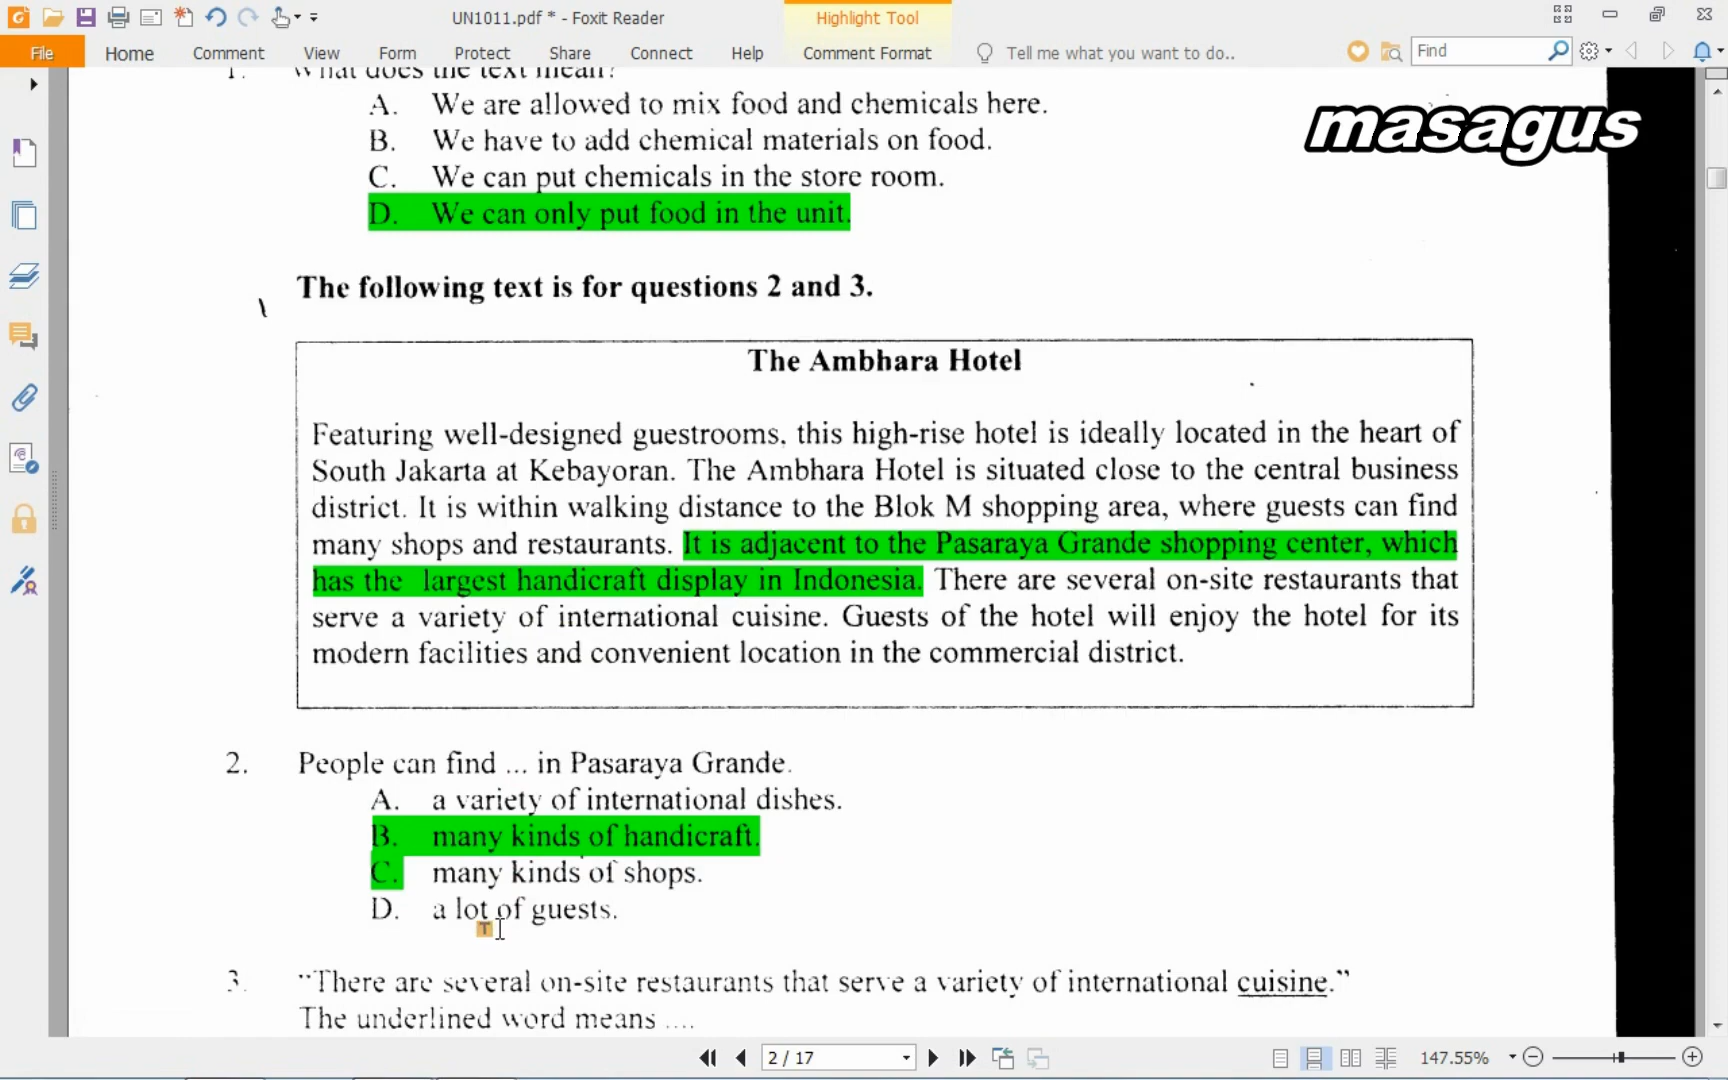 UN1011.pdf * - Foxit Reader
Highlight Tool
File
Home
Comment
View
Form
Protect
Share
Connect
Help
Comment Format
Tell me what you want to do..
Find
1. What does the text mean?
masagus
A. We are allowed to mix food and chemicals here.
B. We have to add chemical materials on food.
C. We can put chemicals in the store room.
D. We can only put food in the unit.
The following text is for questions 2 and 3.
The Ambhara Hotel
Featuring well-designed guestrooms, this high-rise hotel is ideally located in the heart of
South Jakarta at Kebayoran. The Ambhara Hotel is situated close to the central business
district. It is within walking distance to the Blok M shopping area, where guests can find
many shops and restaurants. It is adjacent to the Pasaraya Grande shopping center, which
has the largest handicraft display in Indonesia. There are several on-site restaurants that
serve a variety of international cuisine. Guests of the hotel will enjoy the hotel for its
modern facilities and convenient location in the commercial district.
2. People can find ... in Pasaraya Grande.
A. a variety of international dishes.
B. many kinds of handicraft.
C. many kinds of shops.
D. a lot of guests.
T
3. "There are several on-site restaurants that serve a variety of international cuisine."
The underlined word means ....
2 / 17
147.55%